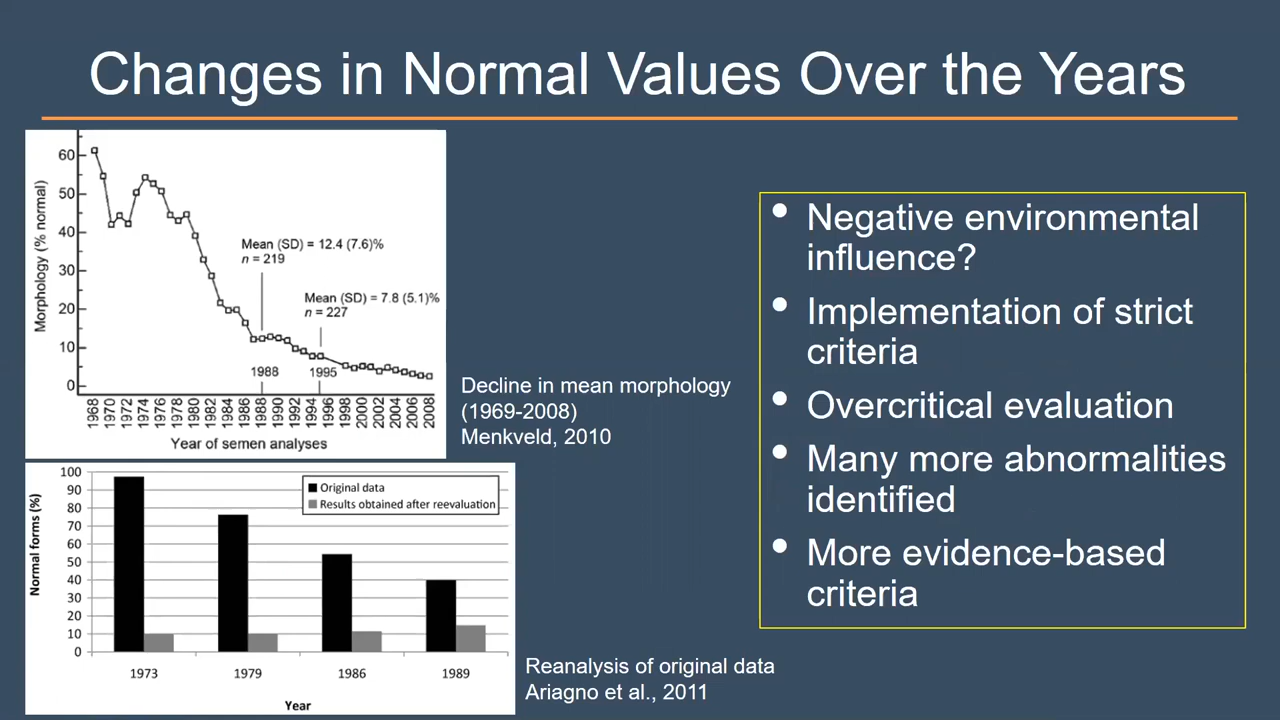 Changes in Normal Values Over the Years
Morphology (% normal)
60
50
40
30
20
10
0
Mean (SD) = 12.4 (7.6)%
n = 219
Mean (SD) = 7.8 (5.1)%
n = 227
1988
1995
1968 1970 1972 1974 1976 1978 1980 1982 1984 1986 1988 1990 1992 1994 1996 1998 2000 2002 2004 2006 2008
Year of semen analyses
Decline in mean morphology
(1969-2008)
Menkveld, 2010
Normal forms (%)
100
90
80
70
60
50
40
30
20
10
0
Original data
Results obtained after reevaluation
1973 1979 1986 1989
Year
Reanalysis of original data
Ariagno et al., 2011
• Negative environmental
influence?
• Implementation of strict
criteria
• Overcritical evaluation
• Many more abnormalities
identified
• More evidence-based
criteria